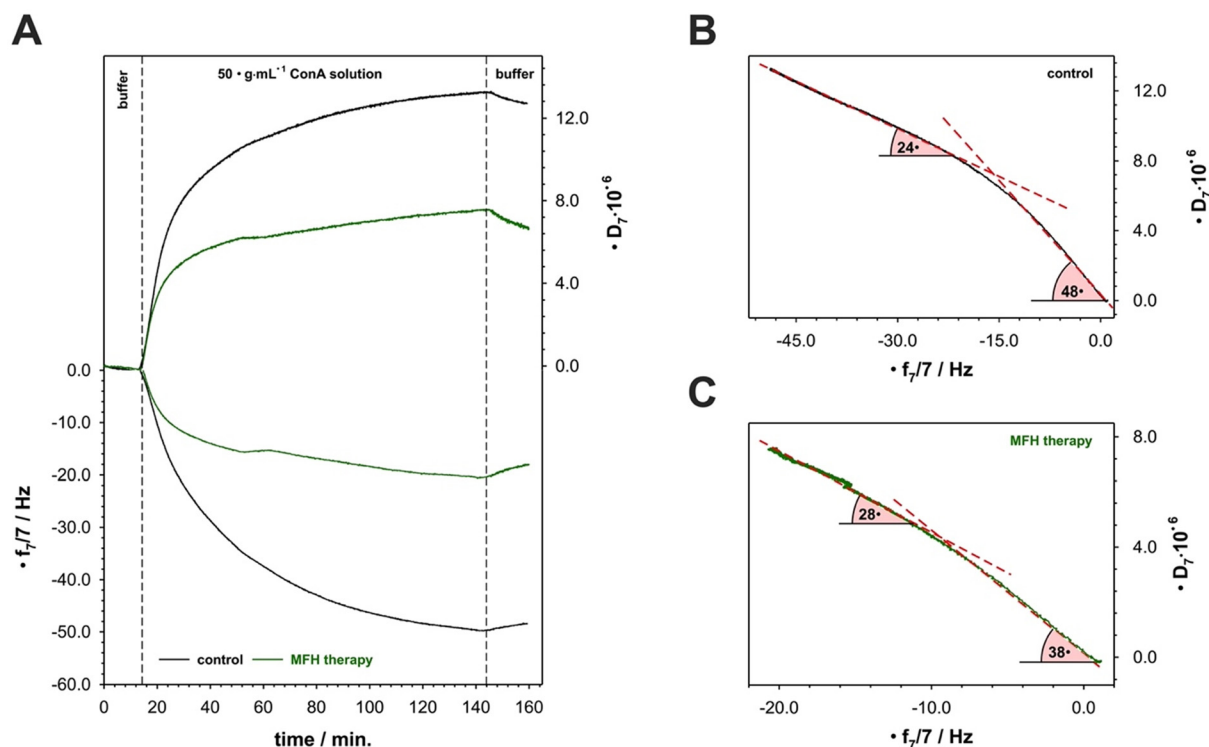 A
buffer
50 • g·mL⁻¹ ConA solution
buffer
12.0
8.0
4.0
0.0
• D₇·10•⁶
0.0
-10.0
-20.0
-30.0
-40.0
-50.0
-60.0
• f₇/7 / Hz
control
MFH therapy
0 20 40 60 80 100 120 140 160
time / min.
B
control
24•
48•
12.0
8.0
4.0
0.0
• D₇·10•⁶
-45.0 -30.0 -15.0 0.0
• f₇/7 / Hz
C
MFH therapy
28•
38•
8.0
4.0
0.0
• D₇·10•⁶
-20.0 -10.0 0.0
• f₇/7 / Hz